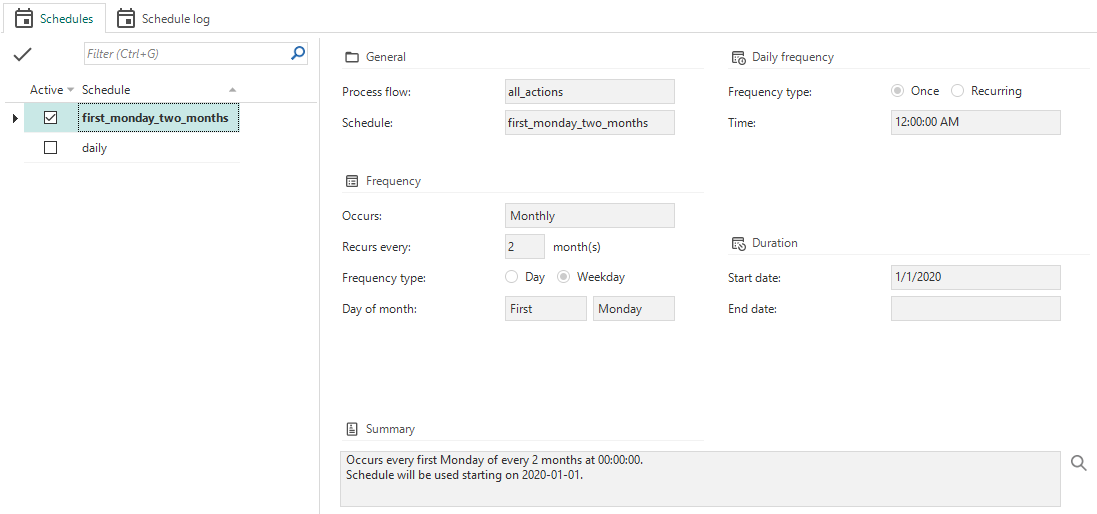 Schedules
Schedule log
Filter (Ctrl+G)
Active
Schedule
first_monday_two_months
daily
General
Process flow:
all_actions
Schedule:
first_monday_two_months
Frequency
Occurs:
Monthly
Recurs every:
2
month(s)
Frequency type:
Day
Weekday
Day of month:
First
Monday
Daily frequency
Frequency type:
Once
Recurring
Time:
12:00:00 AM
Duration
Start date:
1/1/2020
End date:
Summary
Occurs every first Monday of every 2 months at 00:00:00.
Schedule will be used starting on 2020-01-01.